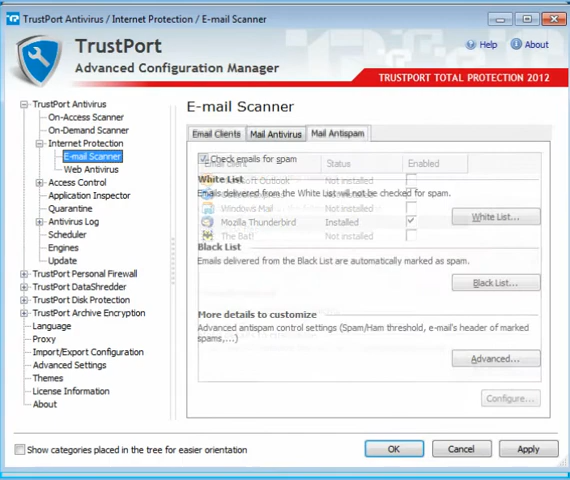 TrustPort Antivirus / Internet Protection / E-mail Scanner
TrustPort
Advanced Configuration Manager
Help
About
TRUSTPORT TOTAL PROTECTION 2012
TrustPort Antivirus
On-Access Scanner
On-Demand Scanner
Internet Protection
E-mail Scanner
Web Antivirus
Access Control
Application Inspector
Quarantine
Antivirus Log
Scheduler
Engines
Update
TrustPort Personal Firewall
TrustPort DataShredder
TrustPort Disk Protection
TrustPort Archive Encryption
Language
Proxy
Import/Export Configuration
Advanced Settings
Themes
License Information
About
E-mail Scanner
Email Clients
Mail Antivirus
Mail Antispam
Check emails for spam
Email client
Status
Enabled
White List
Outlook
Not installed
Emails delivered from the White List will not be checked for spam.
Windows Mail
Not installed
White List...
Mozilla Thunderbird
Installed
The Bat!
Not installed
Black List
Emails delivered from the Black List are automatically marked as spam.
Black List...
More details to customize
Advanced antispam control settings (Spam/Ham threshold, e-mail's header of marked
spams,...)
Advanced...
Configure...
Show categories placed in the tree for easier orientation
OK
Cancel
Apply